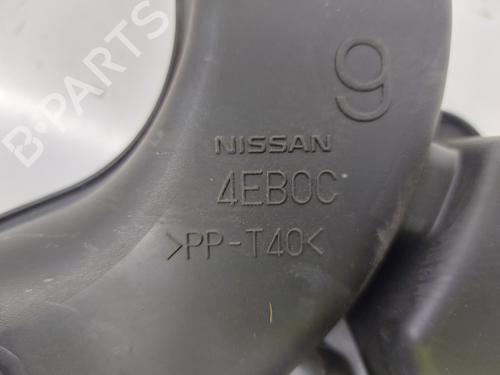 B-PARTS
9
NISSAN
4EB0C
>PP-T40<